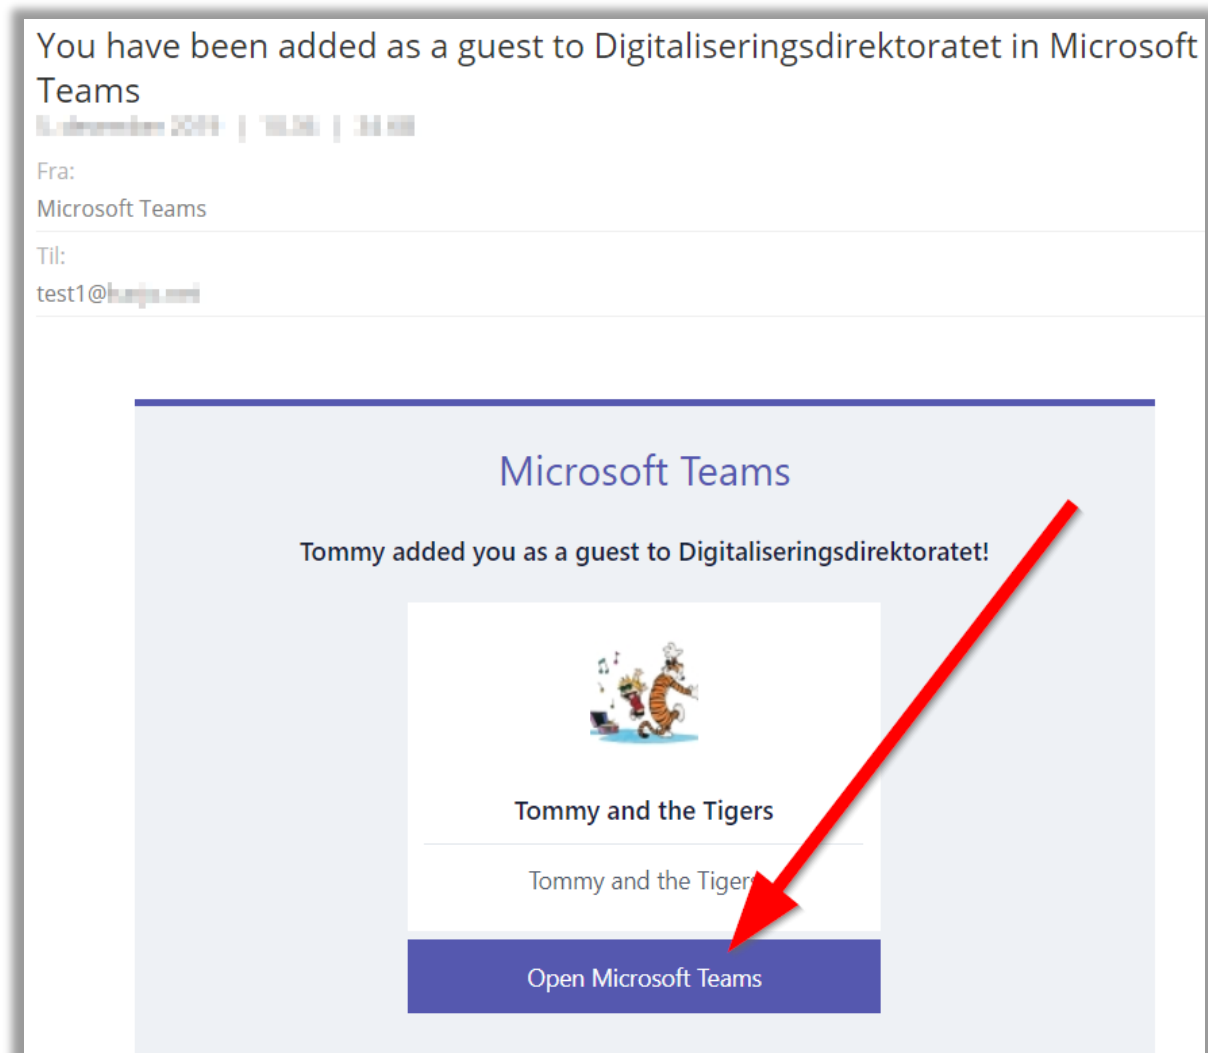 You have been added as a guest to Digitaliseringsdirektoratet in Microsoft
Teams
Fra:
Microsoft Teams
Til:
test1@
Microsoft Teams
Tommy added you as a guest to Digitaliseringsdirektoratet!
Tommy and the Tigers
Tommy and the Tigers
Open Microsoft Teams